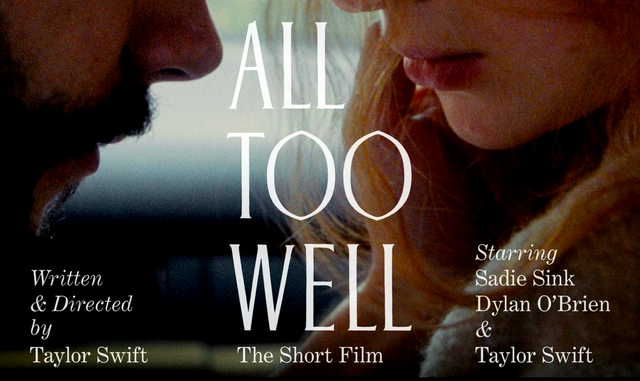 ALL
TOO
WELL
Written
& Directed
by
Taylor Swift
The Short Film
Starring
Sadie Sink
Dylan O’Brien
&
Taylor Swift